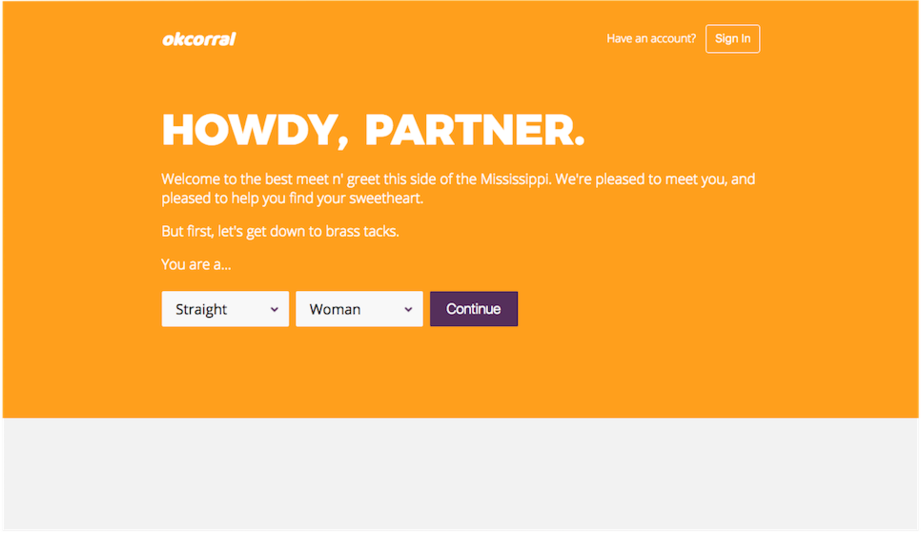 okcorral
Have an account? Sign In
HOWDY, PARTNER.
Welcome to the best meet n' greet this side of the Mississippi. We're pleased to meet you, and
pleased to help you find your sweetheart.
But first, let's get down to brass tacks.
You are a...
Straight Woman Continue